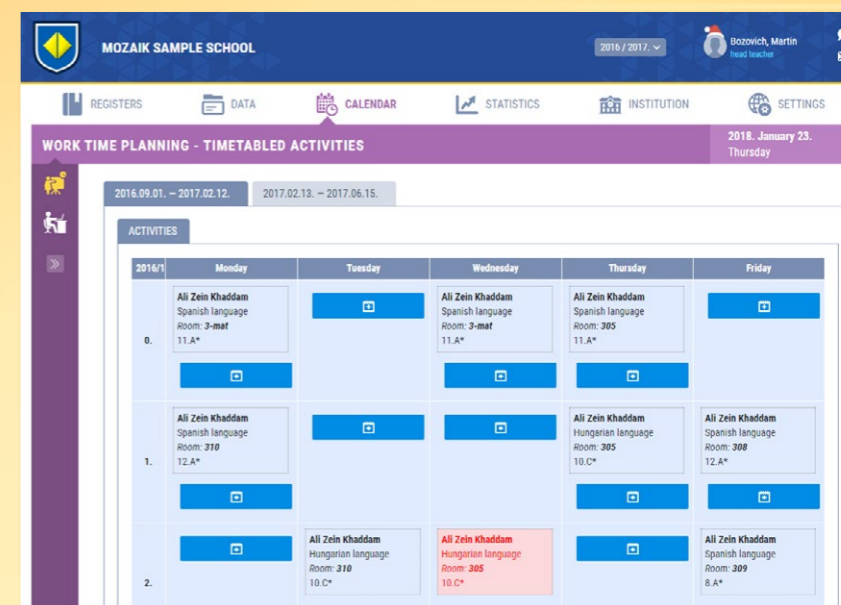 MOZAIK SAMPLE SCHOOL
2016 / 2017.
Bozovich, Martin
head teacher
REGISTERS DATA CALENDAR STATISTICS INSTITUTION SETTINGS
WORK TIME PLANNING - TIMETABLED ACTIVITIES
2018. January 23.
Thursday
2016.09.01. – 2017.02.12. 2017.02.13. – 2017.06.15.
ACTIVITIES
2016/1 Monday Tuesday Wednesday Thursday Friday
0.
Ali Zein Khaddam
Spanish language
Room: 3-mat
11.A*
Ali Zein Khaddam
Spanish language
Room: 3-mat
11.A*
Ali Zein Khaddam
Spanish language
Room: 305
11.A*
1.
Ali Zein Khaddam
Spanish language
Room: 310
12.A*
Ali Zein Khaddam
Hungarian language
Room: 305
10.C*
Ali Zein Khaddam
Spanish language
Room: 308
12.A*
2.
Ali Zein Khaddam
Hungarian language
Room: 310
10.C*
Ali Zein Khaddam
Hungarian language
Room: 305
10.C*
Ali Zein Khaddam
Spanish language
Room: 309
8.A*